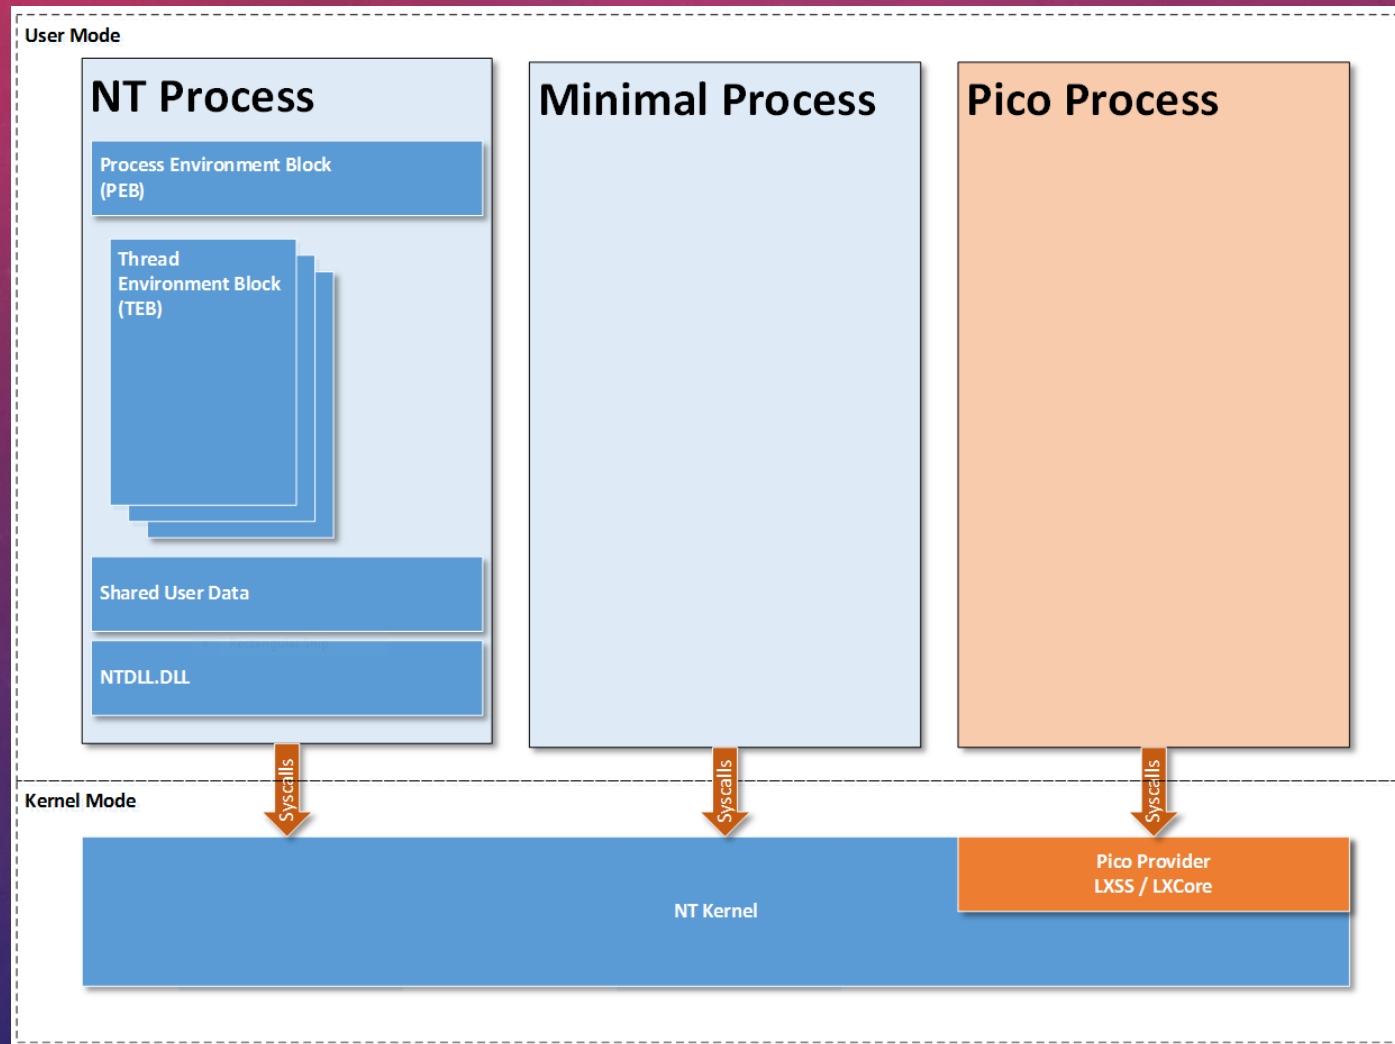 User Mode
NT Process
Process Environment Block
(PEB)
Thread
Environment Block
(TEB)
Shared User Data
NTDLL.DLL
Minimal Process
Pico Process
Syscalls
Syscalls
Syscalls
Kernel Mode
Pico Provider
LXSS / LXCore
NT Kernel